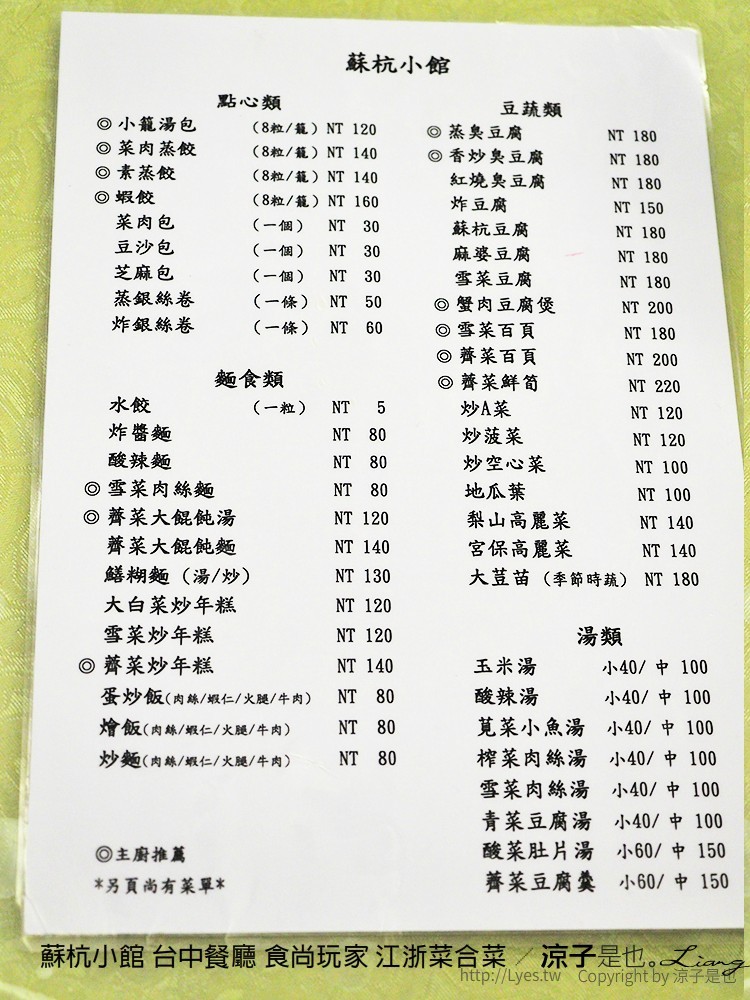 蘇杭小館
點心類
◎ 小籠湯包 (8粒/籠) NT 120
◎ 菜肉蒸餃 (8粒/籠) NT 140
◎ 素蒸餃 (8粒/籠) NT 140
◎ 蝦餃 (8粒/籠) NT 160
菜肉包 (一個) NT 30
豆沙包 (一個) NT 30
芝麻包 (一個) NT 30
蒸銀絲卷 (一條) NT 50
炸銀絲卷 (一條) NT 60
麵食類
水餃 (一粒) NT 5
炸醬麵 NT 80
酸辣麵 NT 80
◎ 雪菜肉絲麵 NT 80
◎ 薺菜大餛飩湯 NT 120
薺菜大餛飩麵 NT 140
鱔糊麵 (湯/炒) NT 130
大白菜炒年糕 NT 120
雪菜炒年糕 NT 120
◎ 薺菜炒年糕 NT 140
蛋炒飯(肉絲/蝦仁/火腿/牛肉) NT 80
燴飯(肉絲/蝦仁/火腿/牛肉) NT 80
炒麵(肉絲/蝦仁/火腿/牛肉) NT 80
◎主廚推薦
*另頁尚有菜單*
豆蔬類
◎ 蒸臭豆腐 NT 180
◎ 香炒臭豆腐 NT 180
紅燒臭豆腐 NT 180
炸豆腐 NT 150
蘇杭豆腐 NT 180
麻婆豆腐 NT 180
雪菜豆腐 NT 180
◎ 蟹肉豆腐煲 NT 200
◎ 雪菜百頁 NT 180
◎ 薺菜百頁 NT 200
◎ 薺菜鮮筍 NT 220
炒A菜 NT 120
炒菠菜 NT 120
炒空心菜 NT 100
地瓜葉 NT 100
梨山高麗菜 NT 140
宮保高麗菜 NT 140
大荳苗 (季節時蔬) NT 180
湯類
玉米湯 小40/ 中 100
酸辣湯 小40/ 中 100
莧菜小魚湯 小40/ 中 100
榨菜肉絲湯 小40/ 中 100
雪菜肉絲湯 小40/ 中 100
青菜豆腐湯 小40/ 中 100
酸菜肚片湯 小60/ 中 150
薺菜豆腐羹 小60/ 中 150
蘇杭小館 台中餐廳 食尚玩家 江浙菜合菜 / 涼子是也。Liang
http://Lyes.tw Copyright by 涼子是也